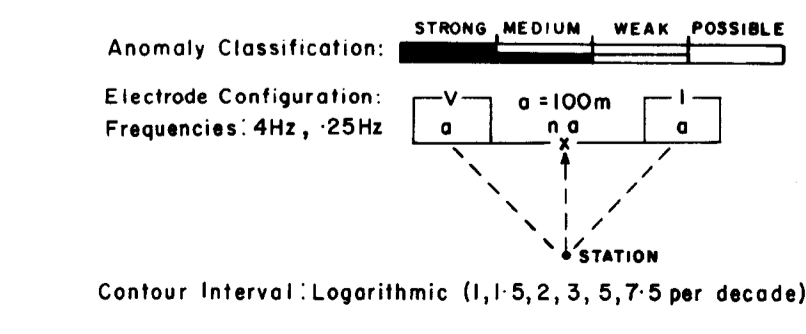 STRONG MEDIUM WEAK POSSIBLE
Anomaly Classification:
Electrode Configuration: V a = 100m I
Frequencies: 4Hz, ·25Hz a n a a
x
STATION
Contour Interval: Logarithmic (1, 1·5, 2, 3, 5, 7·5 per decade)